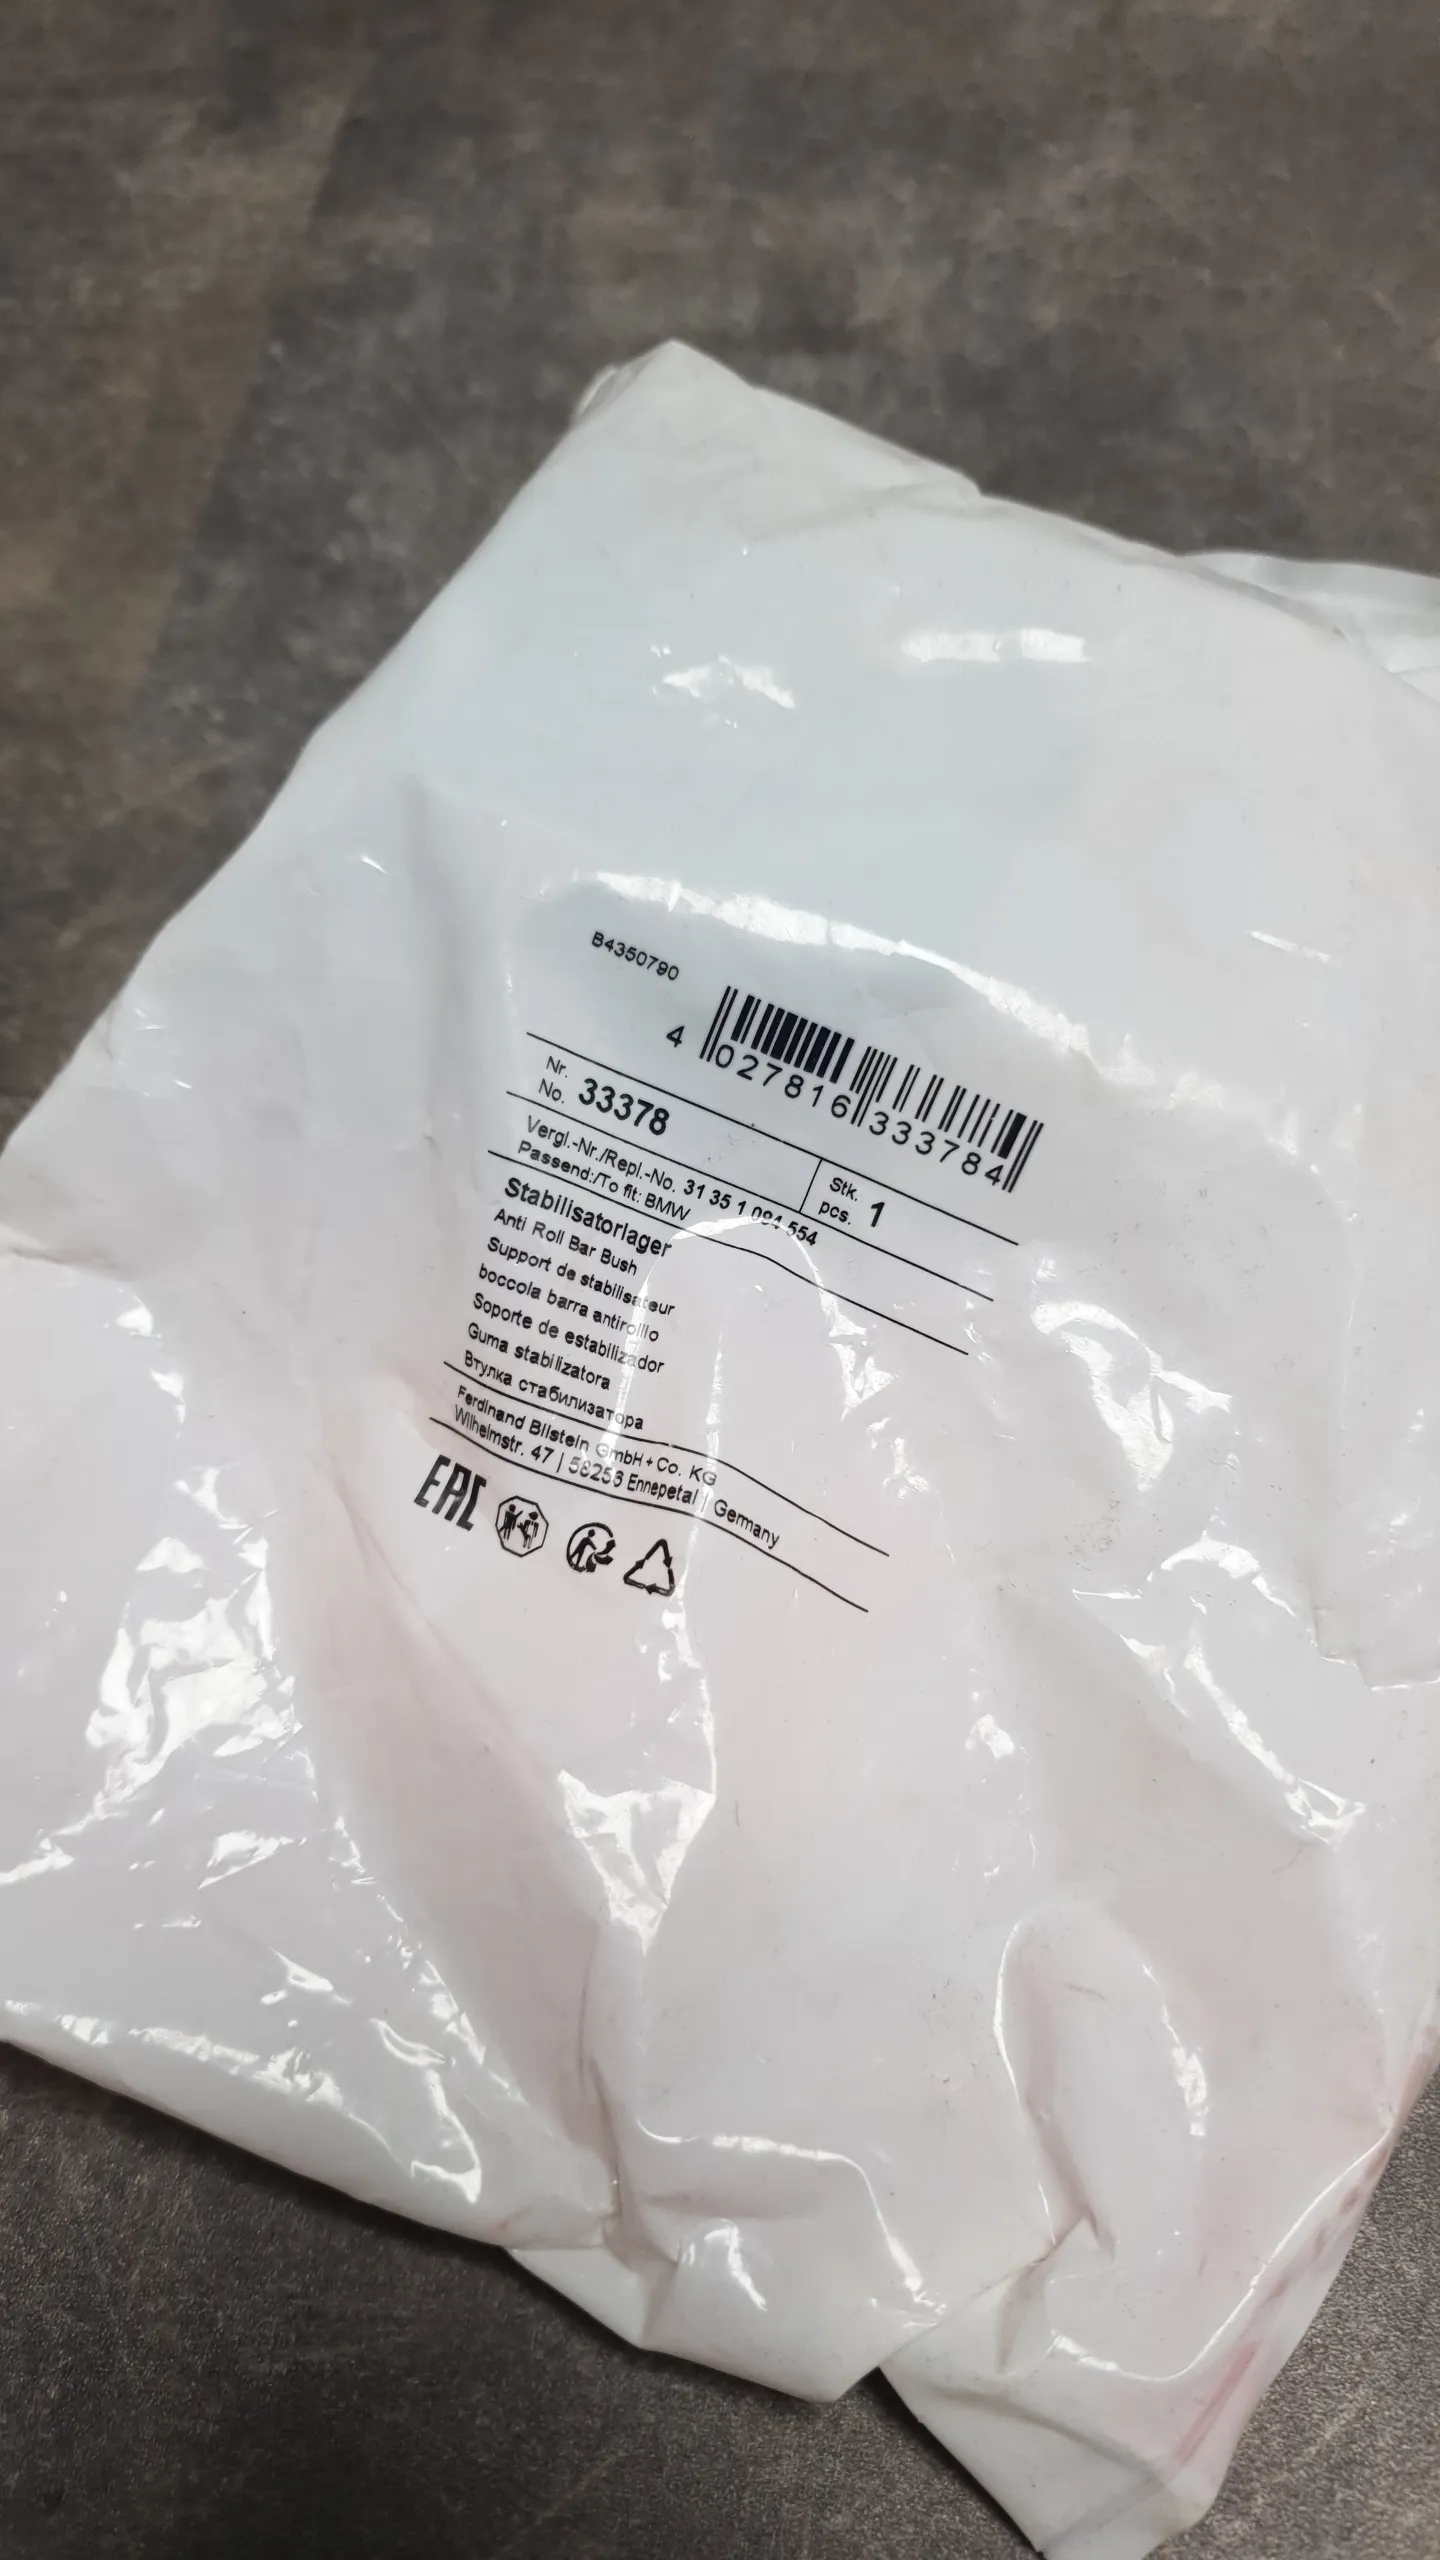 B4350790
4 027816 333784
Nr.
No. 33378
Stk.
pcs. 1
Vergl.-Nr./Repl.-No. 31 35 1 094 554
Passend:/To fit: BMW
Stabilisatorlager
Anti Roll Bar Bush
Support de stabilisateur
boccola barra antirollio
Soporte de estabilizador
Guma stabilizatora
Втулка стабилизатора
Ferdinand Bilstein GmbH + Co. KG
Wilhelmstr. 47 | 58256 Ennepetal | Germany
EAC